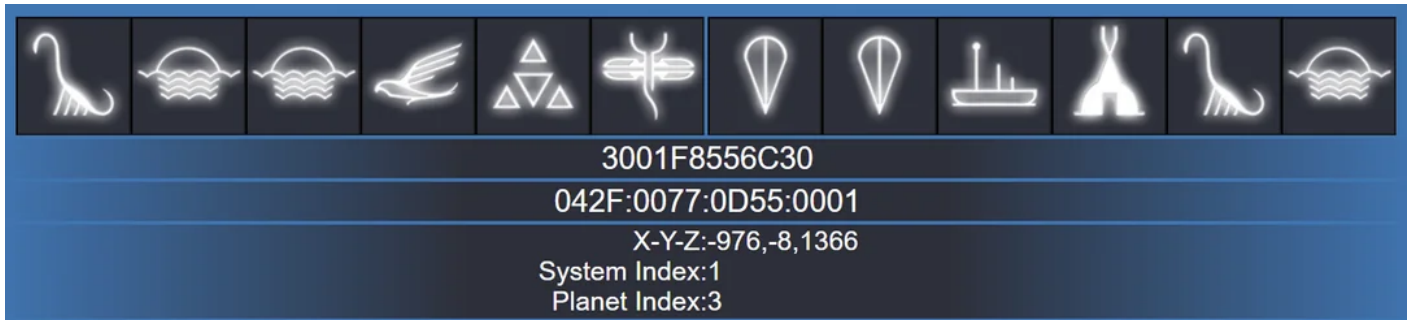 3001F8556C30
042F:0077:0D55:0001
X-Y-Z:-976,-8,1366
System Index:1
Planet Index:3